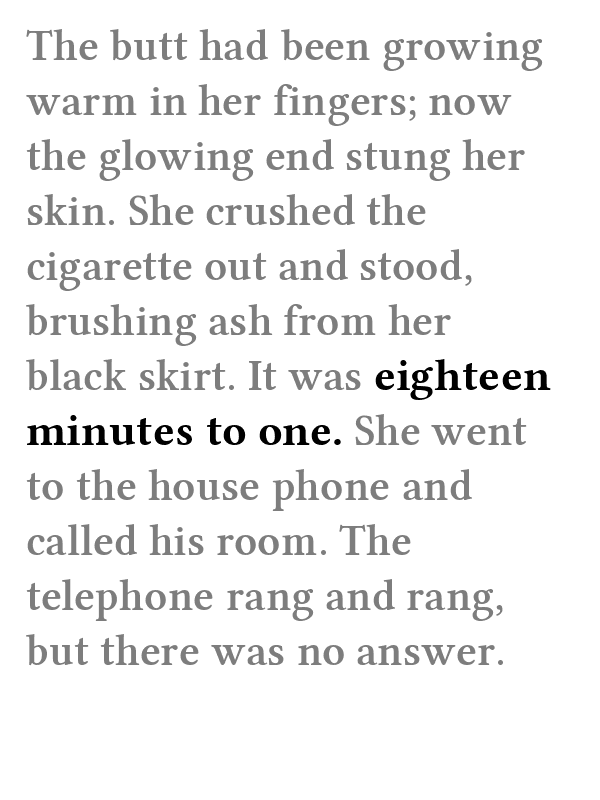 The butt had been growing
warm in her fingers; now
the glowing end stung her
skin. She crushed the
cigarette out and stood,
brushing ash from her
black skirt. It was eighteen
minutes to one. She went
to the house phone and
called his room. The
telephone rang and rang,
but there was no answer.